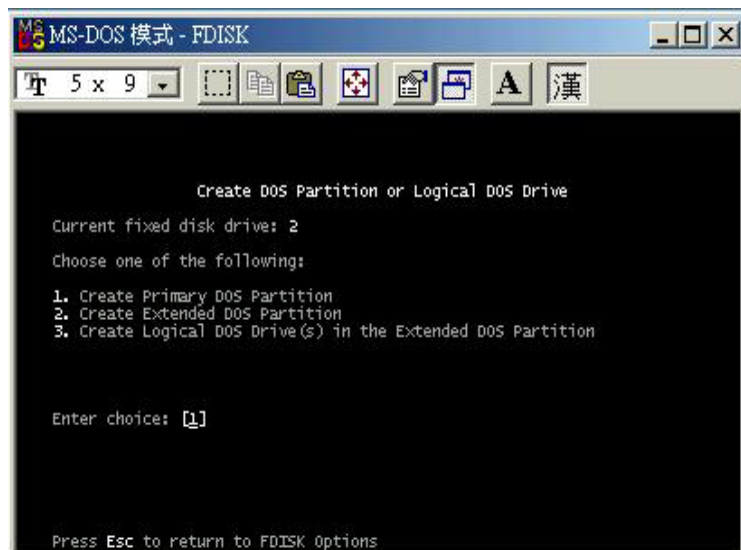 MS-DOS 模式 - FDISK
5 x 9
A
漢
Create DOS Partition or Logical DOS Drive
Current fixed disk drive: 2
Choose one of the following:
1. Create Primary DOS Partition
2. Create Extended DOS Partition
3. Create Logical DOS Drive(s) in the Extended DOS Partition
Enter choice: [1]
Press Esc to return to FDISK Options